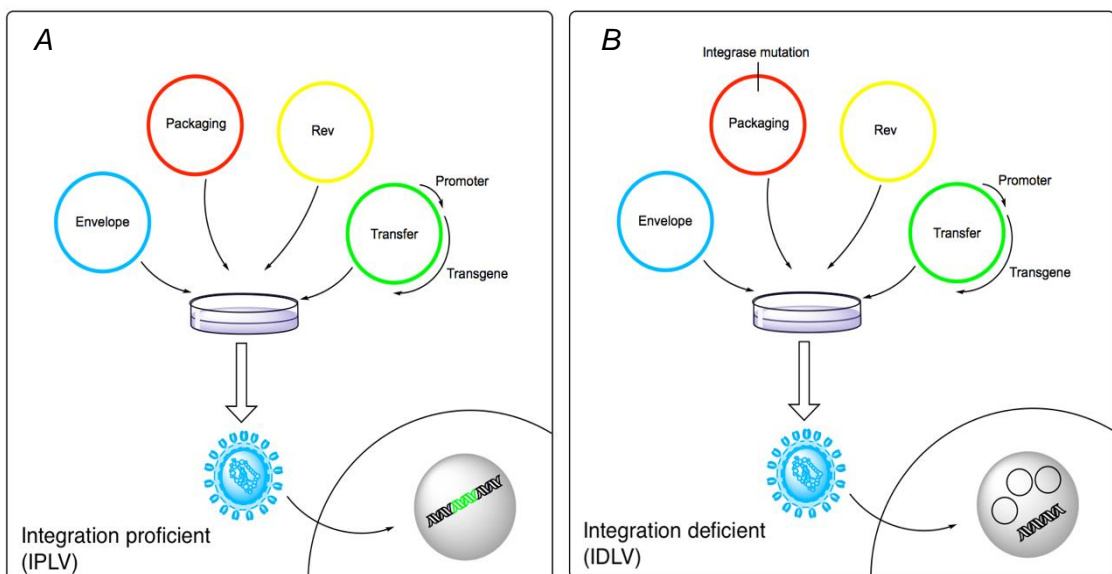 A
Packaging
Rev
Envelope
Promoter
Transfer
Transgene
Integration proficient
(IPLV)
B
Integrase mutation
Packaging
Rev
Envelope
Promoter
Transfer
Transgene
Integration deficient
(IDLV)